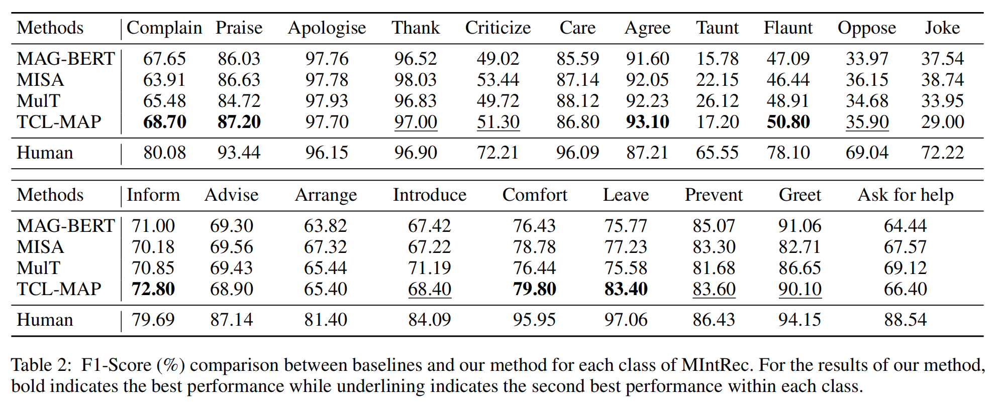 Methods Complain Praise Apologise Thank Criticize Care Agree Taunt Flaunt Oppose Joke
MAG-BERT 67.65 86.03 97.76 96.52 49.02 85.59 91.60 15.78 47.09 33.97 37.54
MISA 63.91 86.63 97.78 98.03 53.44 87.14 92.05 22.15 46.44 36.15 38.74
MulT 65.48 84.72 97.93 96.83 49.72 88.12 92.23 26.12 48.91 34.68 33.95
TCL-MAP 68.70 87.20 97.70 97.00 51.30 86.80 93.10 17.20 50.80 35.90 29.00
Human 80.08 93.44 96.15 96.90 72.21 96.09 87.21 65.55 78.10 69.04 72.22
Methods Inform Advise Arrange Introduce Comfort Leave Prevent Greet Ask for help
MAG-BERT 71.00 69.30 63.82 67.42 76.43 75.77 85.07 91.06 64.44
MISA 70.18 69.56 67.32 67.22 78.78 77.23 83.30 82.71 67.57
MulT 70.85 69.43 65.44 71.19 76.44 75.58 81.68 86.65 69.12
TCL-MAP 72.80 68.90 65.40 68.40 79.80 83.40 83.60 90.10 66.40
Human 79.69 87.14 81.40 84.09 95.95 97.06 86.43 94.15 88.54
Table 2: F1-Score (%) comparison between baselines and our method for each class of MIntRec. For the results of our method,
bold indicates the best performance while underlining indicates the second best performance within each class.